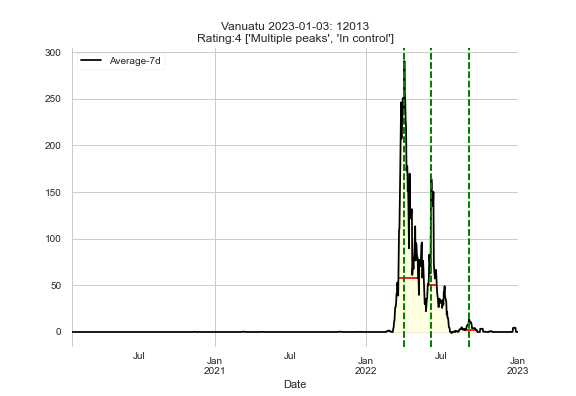 Vanuatu 2023-01-03: 12013
Rating:4 ['Multiple peaks', 'In control']
Average-7d
300
250
200
150
100
50
0
Jul
Jan
2021
Jul
Jan
2022
Jul
Jan
2023
Date